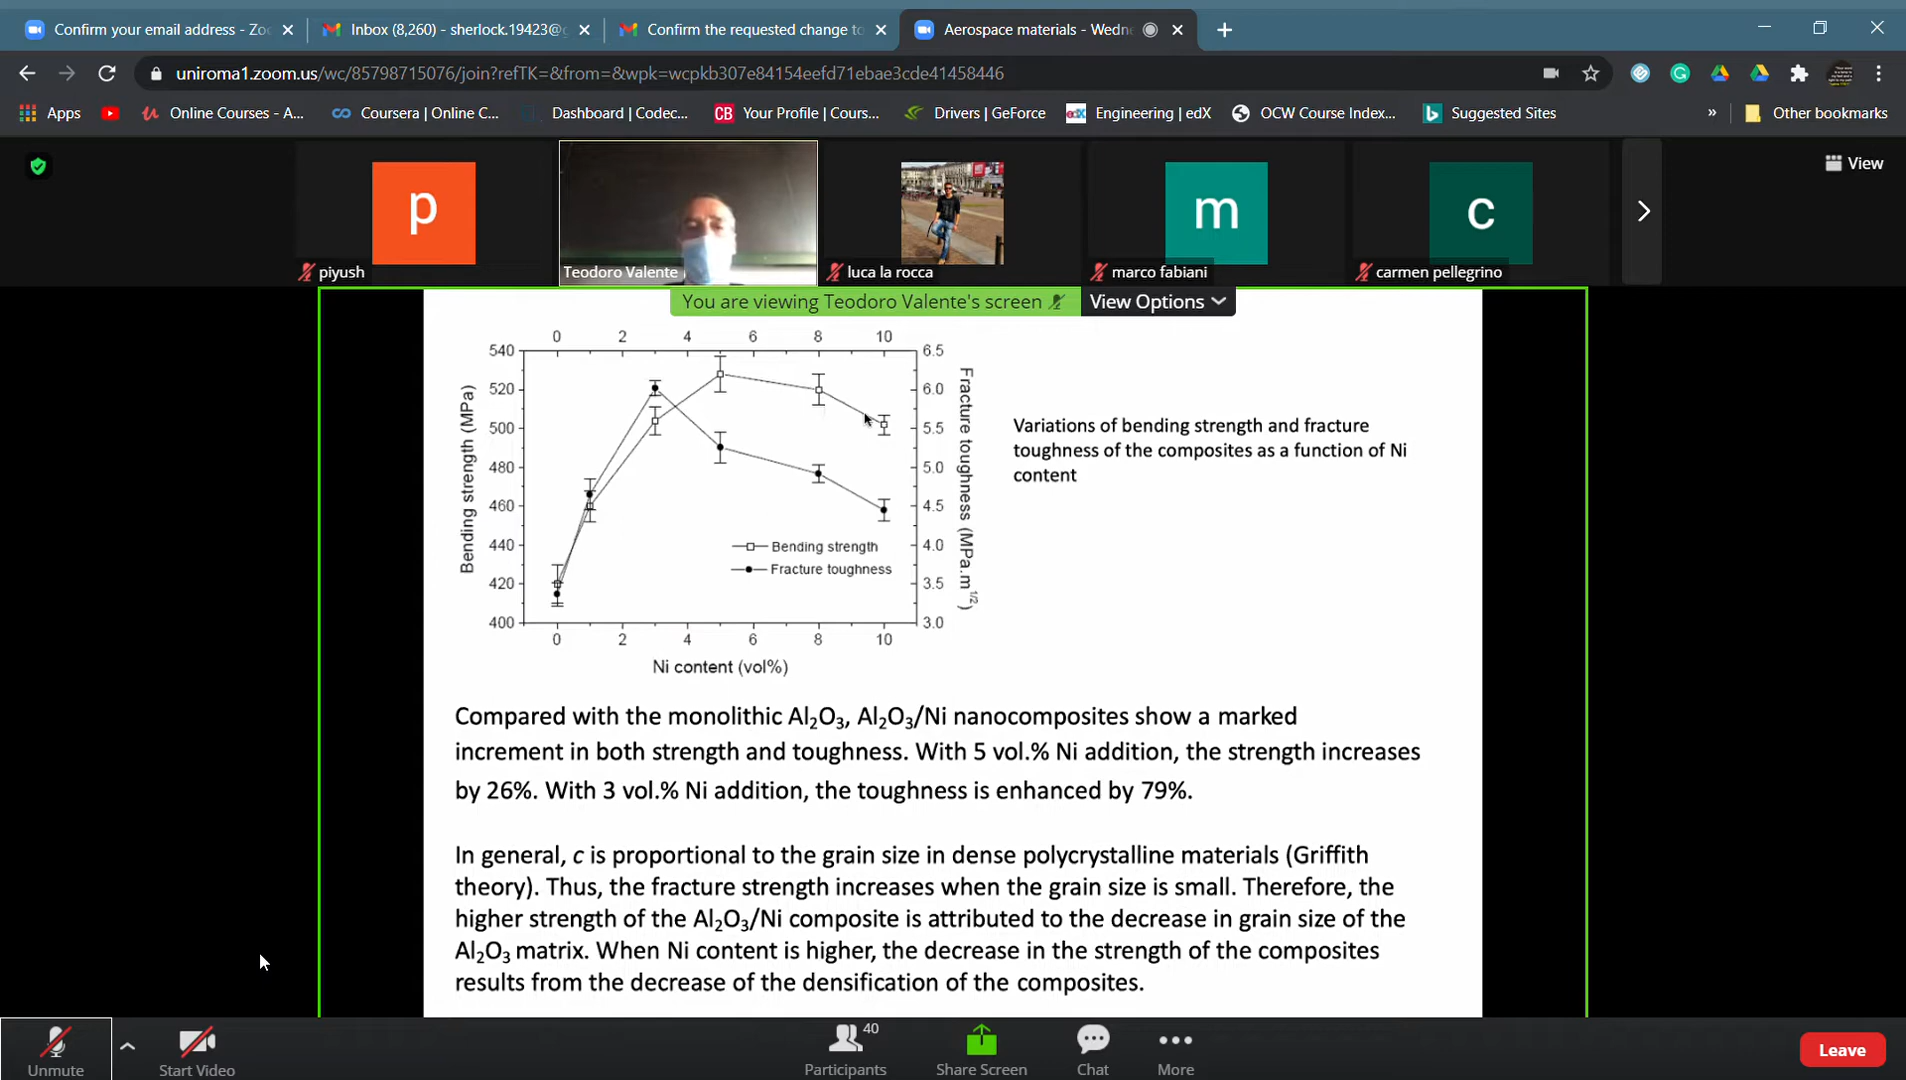 Confirm your email address - Zoo
Inbox (8,260) - sherlock.19423@g
Confirm the requested change to
Aerospace materials - Wedne
uniroma1.zoom.us/wc/85798715076/join?refTK=&from=&wpk=wcpkb307e84154eefd71ebae3cde41458446
Apps
Online Courses - A...
Coursera | Online C...
Dashboard | Codec...
CB Your Profile | Cours...
Drivers | GeForce
edX Engineering | edX
OCW Course Index...
Suggested Sites
»
Other bookmarks
View
p
m
c
piyush
Teodoro Valente
luca la rocca
marco fabiani
carmen pellegrino
You are viewing Teodoro Valente's screen
View Options
0 2 4 6 8 10
540 6.5
520 6.0
500 5.5
480 5.0
460 4.5
440 4.0
420 3.5
400 3.0
Bending strength (MPa)
Fracture toughness (MPa.m1/2)
Bending strength
Fracture toughness
0 2 4 6 8 10
Ni content (vol%)
Variations of bending strength and fracture
toughness of the composites as a function of Ni
content
Compared with the monolithic Al₂O₃, Al₂O₃/Ni nanocomposites show a marked
increment in both strength and toughness. With 5 vol.% Ni addition, the strength increases
by 26%. With 3 vol.% Ni addition, the toughness is enhanced by 79%.
In general, c is proportional to the grain size in dense polycrystalline materials (Griffith
theory). Thus, the fracture strength increases when the grain size is small. Therefore, the
higher strength of the Al₂O₃/Ni composite is attributed to the decrease in grain size of the
Al₂O₃ matrix. When Ni content is higher, the decrease in the strength of the composites
results from the decrease of the densification of the composites.
Unmute
Start Video
40
Participants
Share Screen
Chat
More
Leave